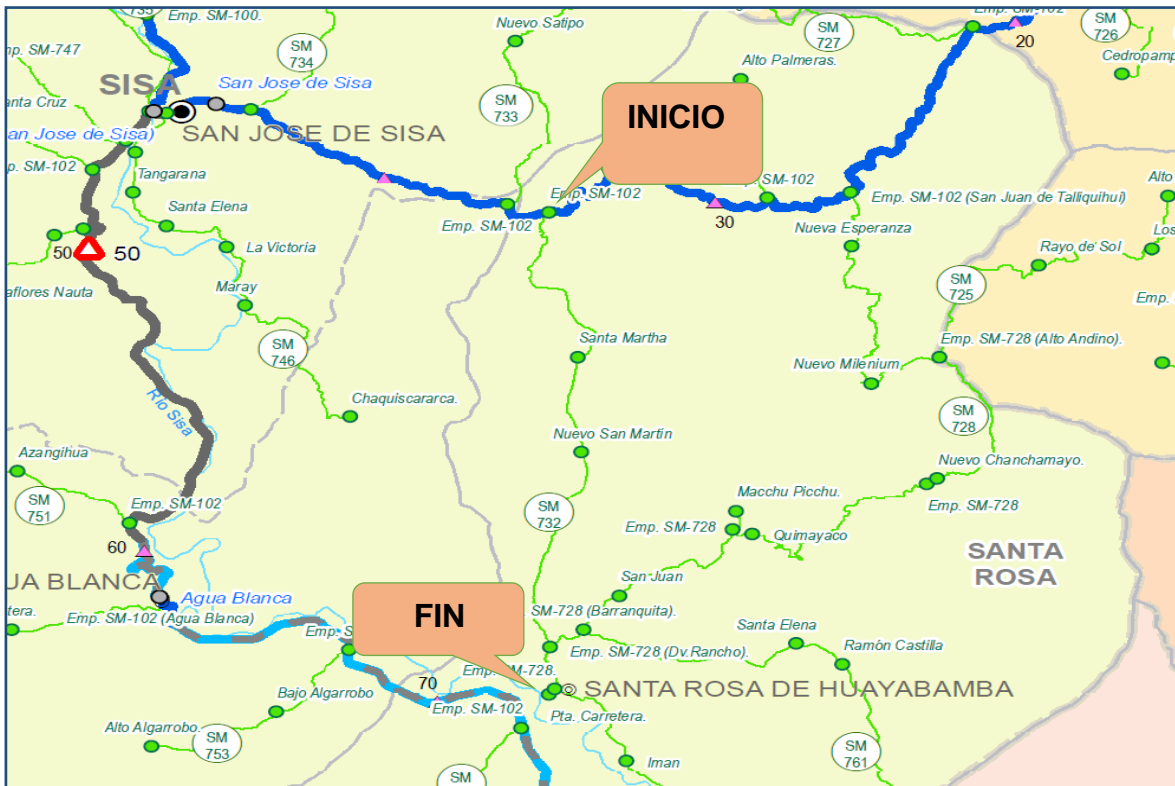 735
Emp. SM-100.
Nuevo Satipo
SM
727
Emp. SM-102
20
SM
726
Emp. SM-747
SM
734
Alto Palmeras.
Cedropamp
SISA
San Jose de Sisa
SM
733
INICIO
anta Cruz
SAN JOSE DE SISA
an Jose de Sisa)
p. SM-102
Tangarana
Emp. SM-102
p. SM-102
Emp. SM-102 (San Juan de Talliquihui)
Alto
Santa Elena
Emp. SM-102
30
Nueva Esperanza
Los
50
50
La Victoria
Rayo de Sol
aflores Nauta
Maray
SM
725
Emp.
SM
746
Santa Martha
Nuevo Milenium
Emp. SM-728 (Alto Andino).
Río Sisa
Chaquiscararca.
SM
728
Azangihua
Nuevo San Martín
Nuevo Chanchamayo.
SM
751
Emp. SM-102
SM
732
Macchu Picchu.
Emp. SM-728
Emp. SM-728
60
Quimayaco
SANTA
ROSA
UA BLANCA
Agua Blanca
San Juan
tera.
Emp. SM-102 (Agua Blanca)
FIN
SM-728 (Barranquita).
Santa Elena
Emp. S
Emp. SM-728 (Dv.Rancho).
Ramón Castilla
Emp. SM-728.
70
Bajo Algarrobo
SANTA ROSA DE HUAYABAMBA
Emp. SM-102
Pta. Carretera.
Alto Algarrobo.
SM
753
Iman
SM
761
SM